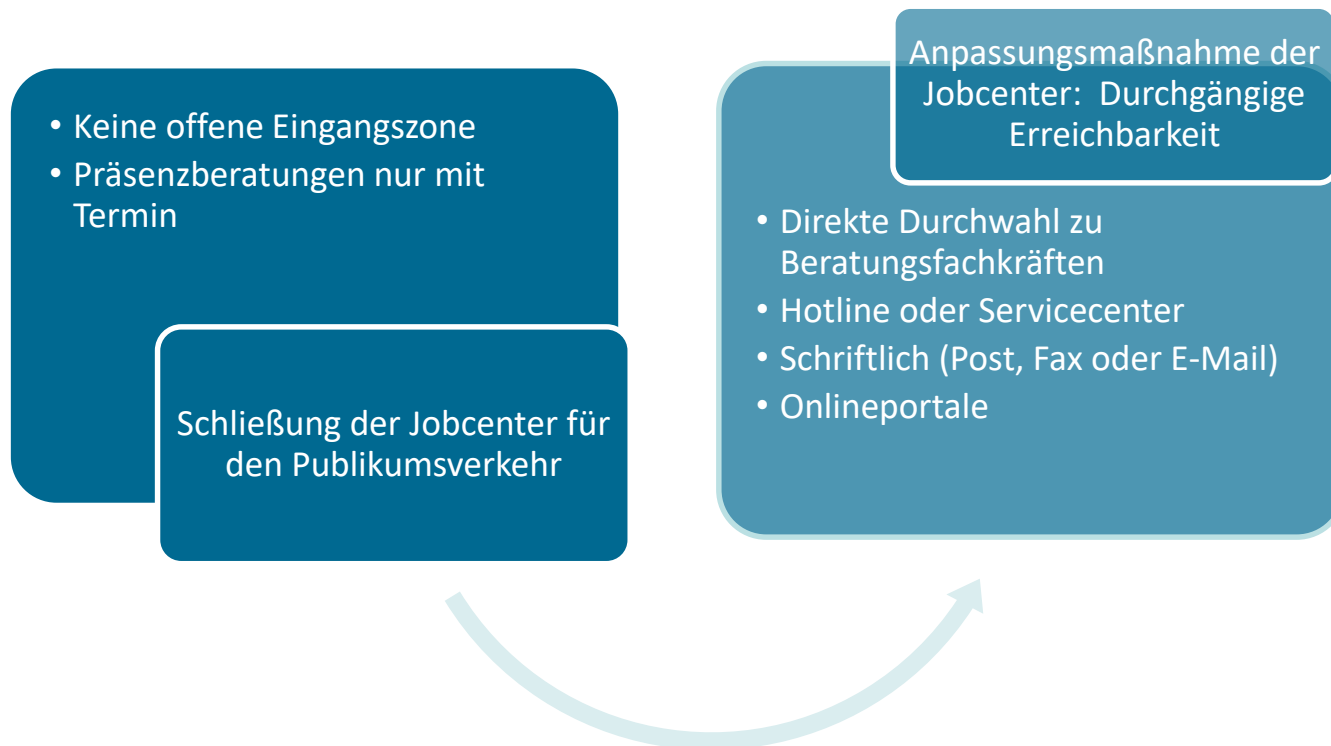 • Keine offene Eingangszone
• Präsenzberatungen nur mit
Termin
Schließung der Jobcenter für
den Publikumsverkehr
Anpassungsmaßnahme der
Jobcenter: Durchgängige
Erreichbarkeit
• Direkte Durchwahl zu
Beratungsfachkräften
• Hotline oder Servicecenter
• Schriftlich (Post, Fax oder E-Mail)
• Onlineportale